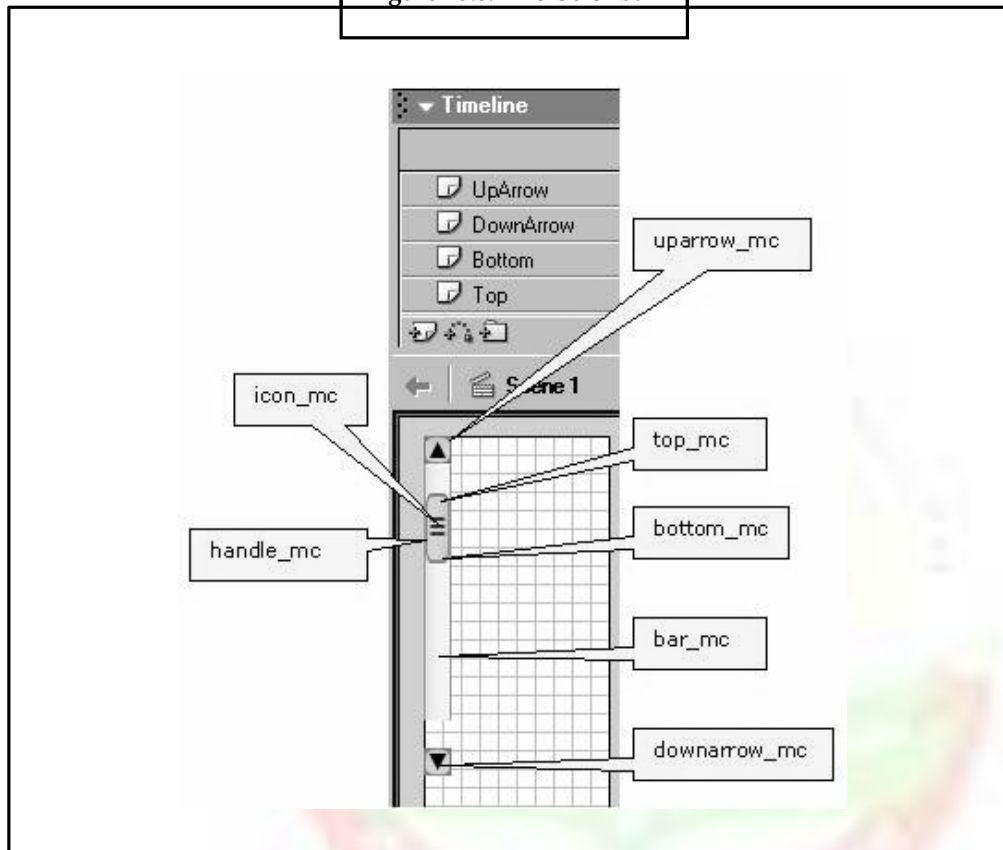 Timeline
UpArrow
DownArrow
Bottom
Top
Scene 1
uparrow_mc
icon_mc
top_mc
handle_mc
bottom_mc
bar_mc
downarrow_mc